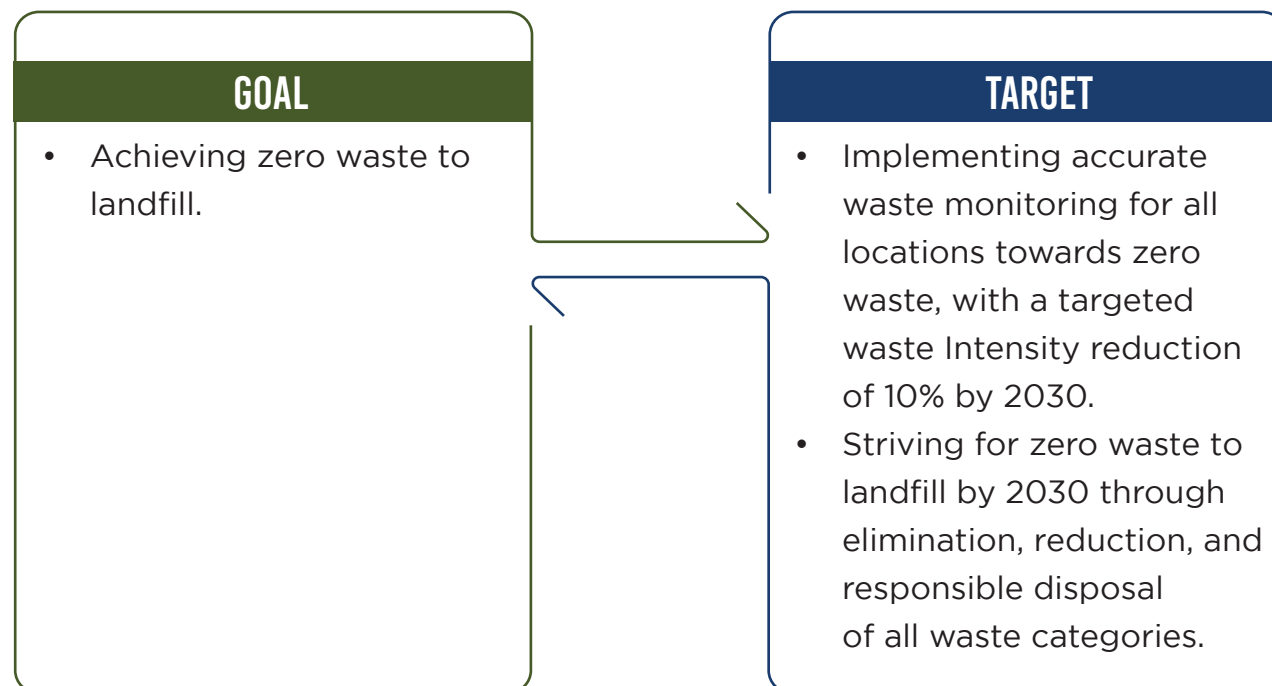 GOAL
• Achieving zero waste to
landfill.
TARGET
• Implementing accurate
waste monitoring for all
locations towards zero
waste, with a targeted
waste Intensity reduction
of 10% by 2030.
• Striving for zero waste to
landfill by 2030 through
elimination, reduction, and
responsible disposal
of all waste categories.